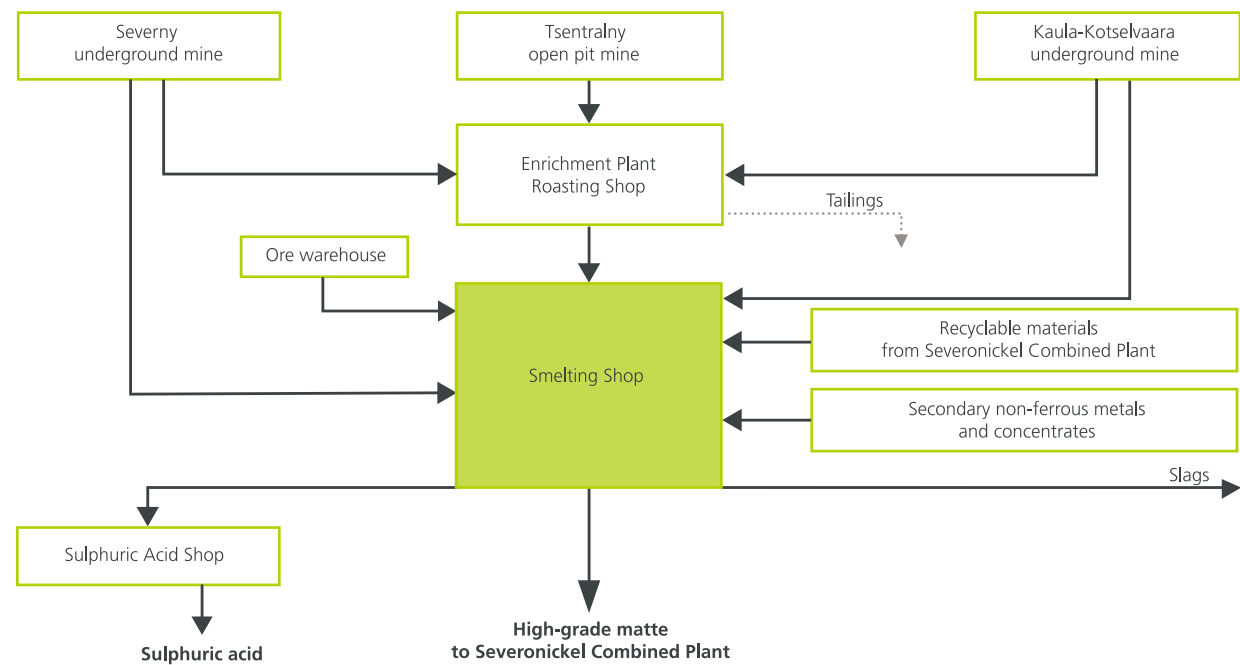 Severny
underground mine
Tsentralny
open pit mine
Kaula-Kotselvaara
underground mine
Enrichment Plant
Roasting Shop
Tailings
Ore warehouse
Recyclable materials
from Severonickel Combined Plant
Smelting Shop
Secondary non-ferrous metals
and concentrates
Slags
Sulphuric Acid Shop
High-grade matte
to Severonickel Combined Plant
Sulphuric acid